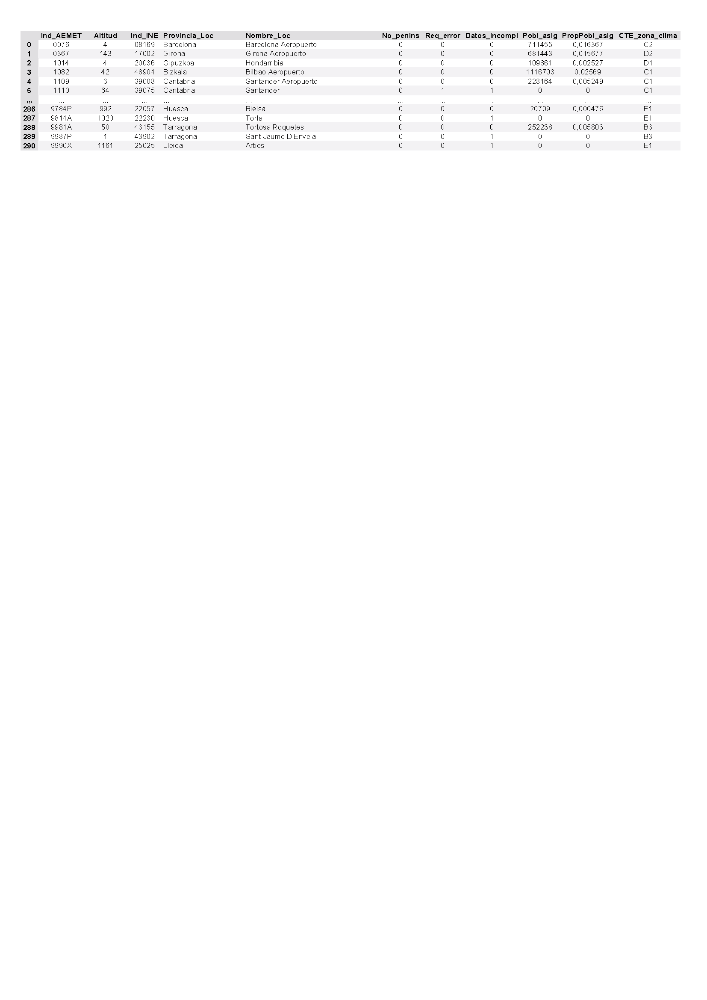 Ind_AEMET Altitud Ind_INE Provincia_Loc Nombre_Loc No_penins Req_error Datos_incompl Pobl_asig PropPobl_asig CTE_zona_clima
0 0076 4 08169 Barcelona Barcelona Aeropuerto 0 0 0 711455 0,016367 C2
1 0367 143 17002 Girona Girona Aeropuerto 0 0 0 681443 0,015677 D2
2 1014 4 20036 Gipuzkoa Hondarribia 0 0 0 109861 0,002527 D1
3 1082 42 48904 Bizkaia Bilbao Aeropuerto 0 0 0 1116703 0,02569 C1
4 1109 3 39008 Cantabria Santander Aeropuerto 0 0 0 228164 0,005249 C1
5 1110 64 39075 Cantabria Santander 0 1 1 0 0 C1
,,, ... ... ... ... ... ... ... ... ... ... ...
286 9784P 992 22057 Huesca Bielsa 0 0 0 20709 0,000476 E1
287 9814A 1020 22230 Huesca Torla 0 0 1 0 0 E1
288 9981A 50 43155 Tarragona Tortosa Roquetes 0 0 0 252238 0,005803 B3
289 9987P 1 43902 Tarragona Sant Jaume D'Enveja 0 0 1 0 0 B3
290 9990X 1161 25025 Lleida Arties 0 0 1 0 0 E1